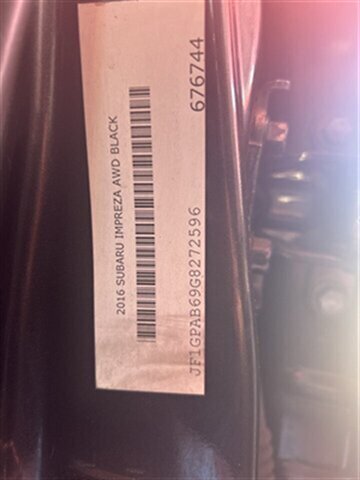 2016 SUBARU IMPREZA AWD BLACK
JF1GPAB69G8272596 676744